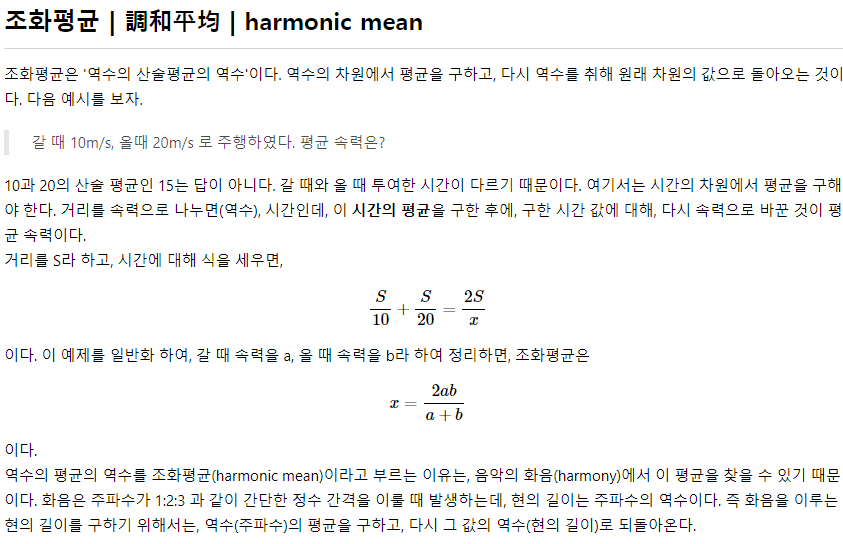 조화평균 | 調和平均 | harmonic mean
조화평균은 '역수의 산술평균의 역수'이다. 역수의 차원에서 평균을 구하고, 다시 역수를 취해 원래 차원의 값으로 돌아오는 것이
다. 다음 예시를 보자.
갈 때 10m/s, 올때 20m/s 로 주행하였다. 평균 속력은?
10과 20의 산술 평균인 15는 답이 아니다. 갈 때와 올 때 투여한 시간이 다르기 때문이다. 여기서는 시간의 차원에서 평균을 구해
야 한다. 거리를 속력으로 나누면(역수), 시간인데, 이 시간의 평균을 구한 후에, 구한 시간 값에 대해, 다시 속력으로 바꾼 것이 평
균 속력이다.
거리를 S라 하고, 시간에 대해 식을 세우면,
S/10 + S/20 = 2S/x
이다. 이 예제를 일반화 하여, 갈 때 속력을 a, 올 때 속력을 b라 하여 정리하면, 조화평균은
x = 2ab/(a + b)
이다.
역수의 평균의 역수를 조화평균(harmonic mean)이라고 부르는 이유는, 음악의 화음(harmony)에서 이 평균을 찾을 수 있기 때문
이다. 화음은 주파수가 1:2:3 과 같이 간단한 정수 간격을 이룰 때 발생하는데, 현의 길이는 주파수의 역수이다. 즉 화음을 이루는
현의 길이를 구하기 위해서는, 역수(주파수)의 평균을 구하고, 다시 그 값의 역수(현의 길이)로 되돌아온다.